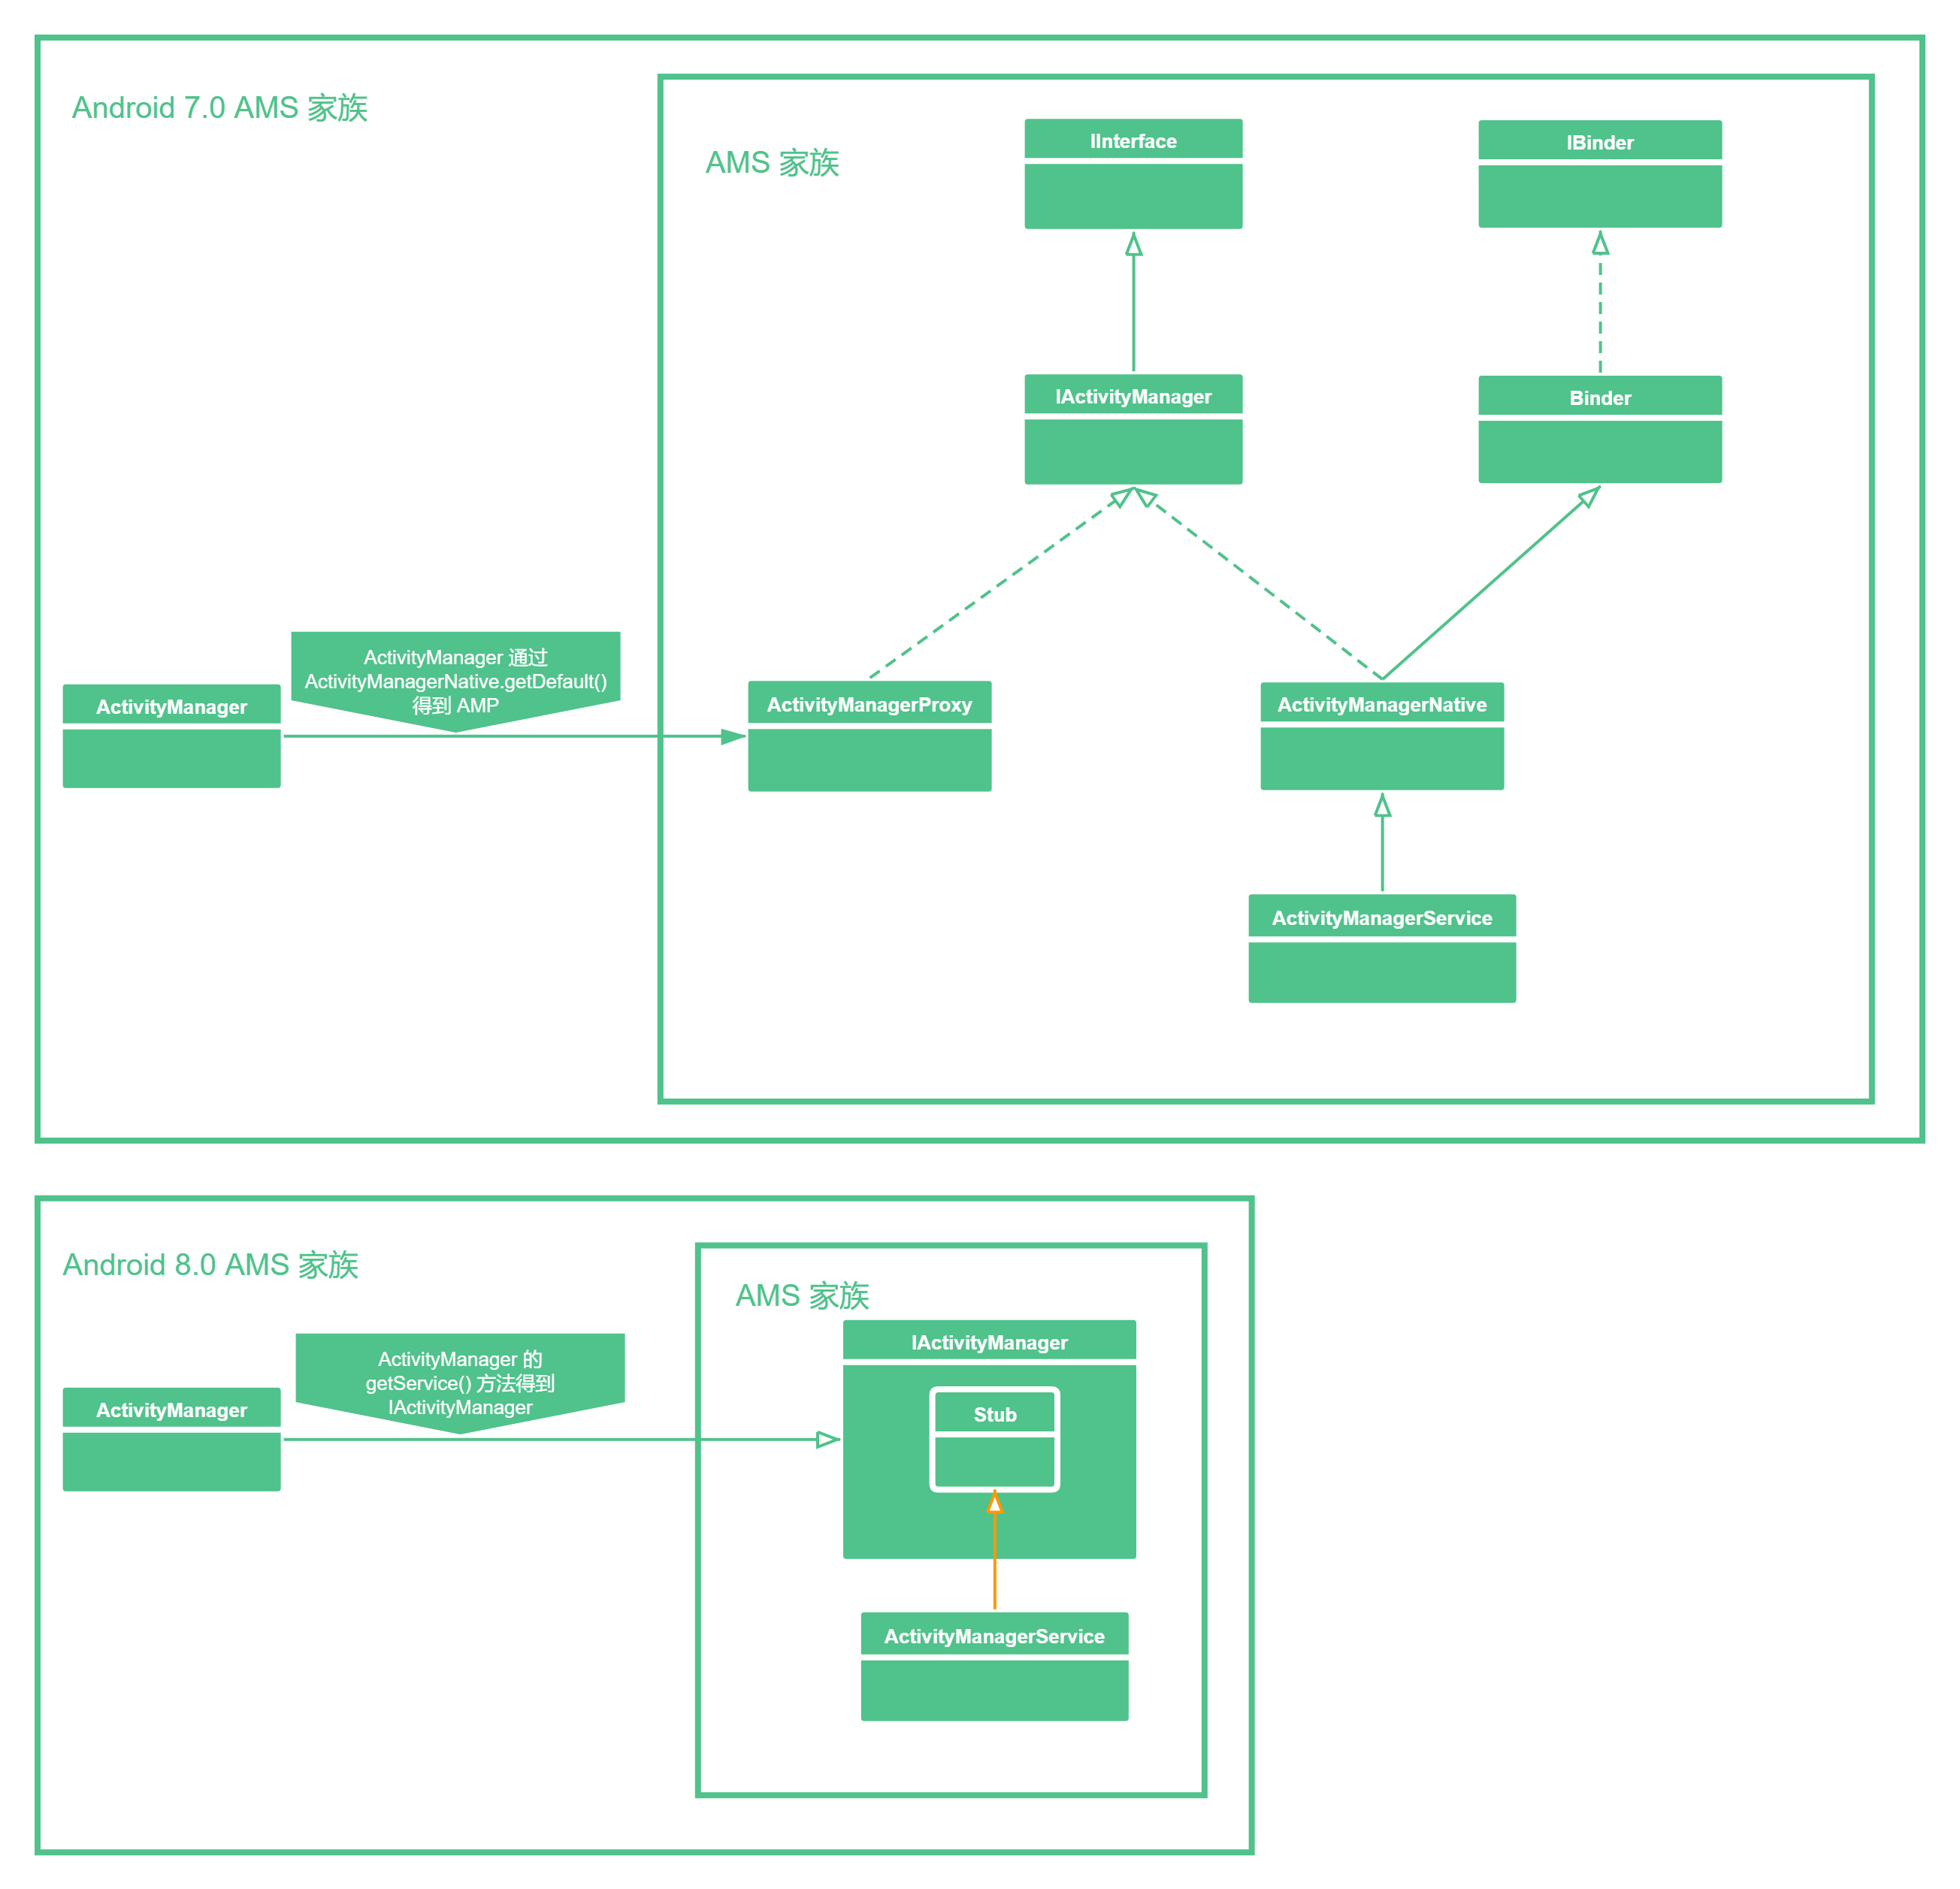 Android 7.0 AMS 家族
AMS 家族
IInterface
IBinder
IActivityManager
Binder
ActivityManager 通过
ActivityManagerNative.getDefault()
得到 AMP
ActivityManager
ActivityManagerProxy
ActivityManagerNative
ActivityManagerService
Android 8.0 AMS 家族
AMS 家族
IActivityManager
ActivityManager 的
getService() 方法得到
IActivityManager
ActivityManager
Stub
ActivityManagerService